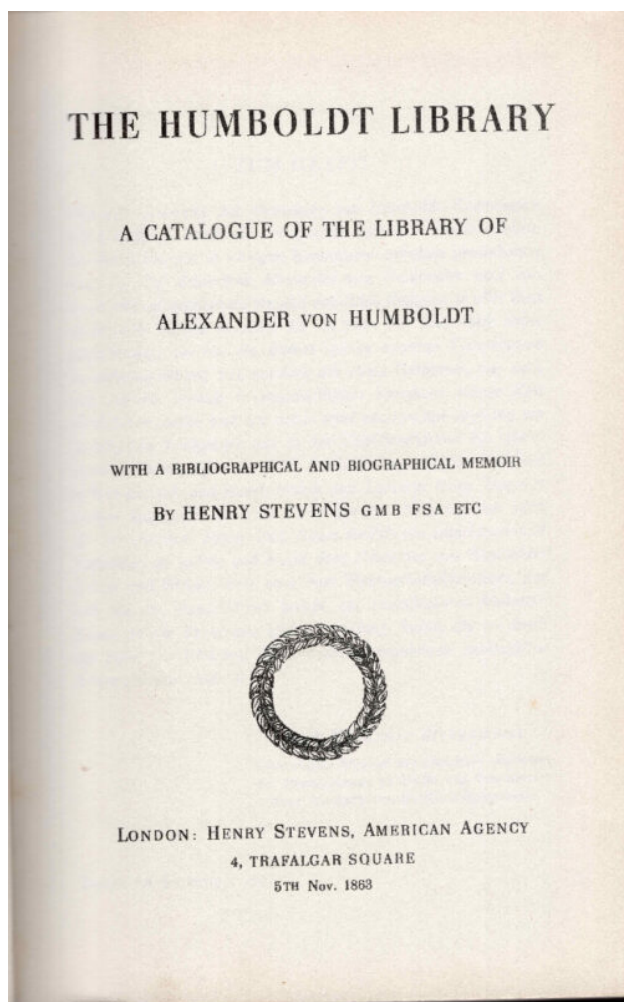 THE HUMBOLDT LIBRARY
A CATALOGUE OF THE LIBRARY OF
ALEXANDER VON HUMBOLDT
WITH A BIBLIOGRAPHICAL AND BIOGRAPHICAL MEMOIR
BY HENRY STEVENS GMB FSA ETC
LONDON: HENRY STEVENS, AMERICAN AGENCY
4, TRAFALGAR SQUARE
5TH NOV. 1863